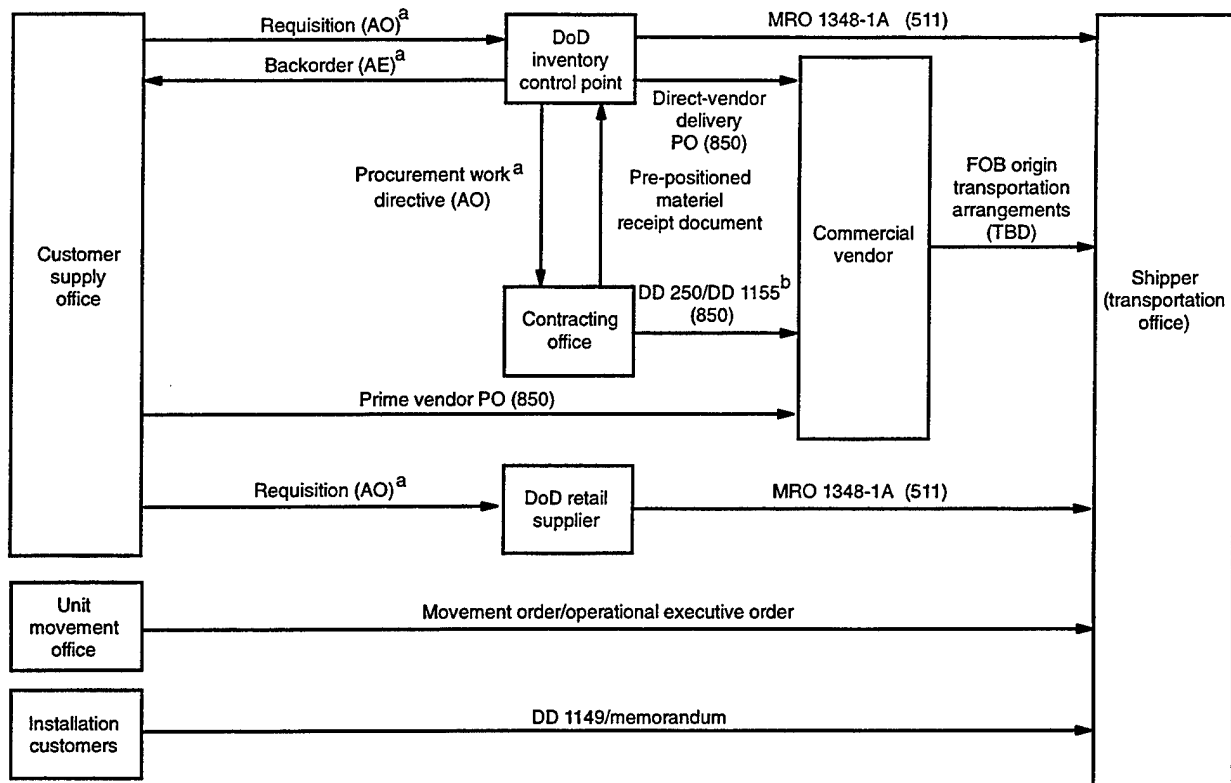 Requisition (AO)a
MRO 1348-1A (511)
DoD
inventory
control point
Backorder (AE)a
Direct-vendor
delivery
PO (850)
Procurement worka
directive (AO)
Pre-positioned
materiel
receipt document
FOB origin
transportation
arrangements
(TBD)
Customer
supply
office
Commercial
vendor
Shipper
(transportation
office)
Contracting
office
DD 250/DD 1155b
(850)
Prime vendor PO (850)
Requisition (AO)a
DoD retail
supplier
MRO 1348-1A (511)
Unit
movement
office
Movement order/operational executive order
Installation
customers
DD 1149/memorandum